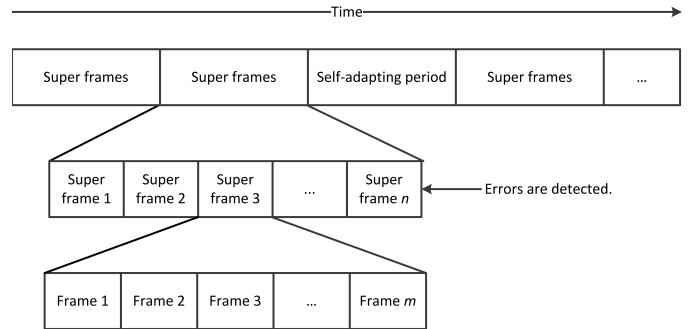 Time
Super frames
Super frames
Self-adapting period
Super frames
...
Super
frame 1
Super
frame 2
Super
frame 3
...
Super
frame n
Errors are detected.
Frame 1
Frame 2
Frame 3
...
Frame m